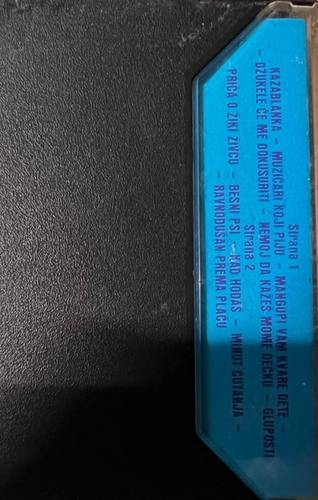 Strana 1
KAZABLANKA – MUZIČARI KOJI PIJU – MANGUPI VAM KVARE DETE –
– DŽUKELE ĆE ME DOKUSURITI – NEMOJ DA KAŽEŠ MOME DEČKU – GLUPOSTI
Strana 2
PRIČA O ŽIKI ŽIVCU – BESNI PSI – KAD HODAŠ – MINUT ĆUTANJA –
– RAVNODUŠAN PREMA PLAČU